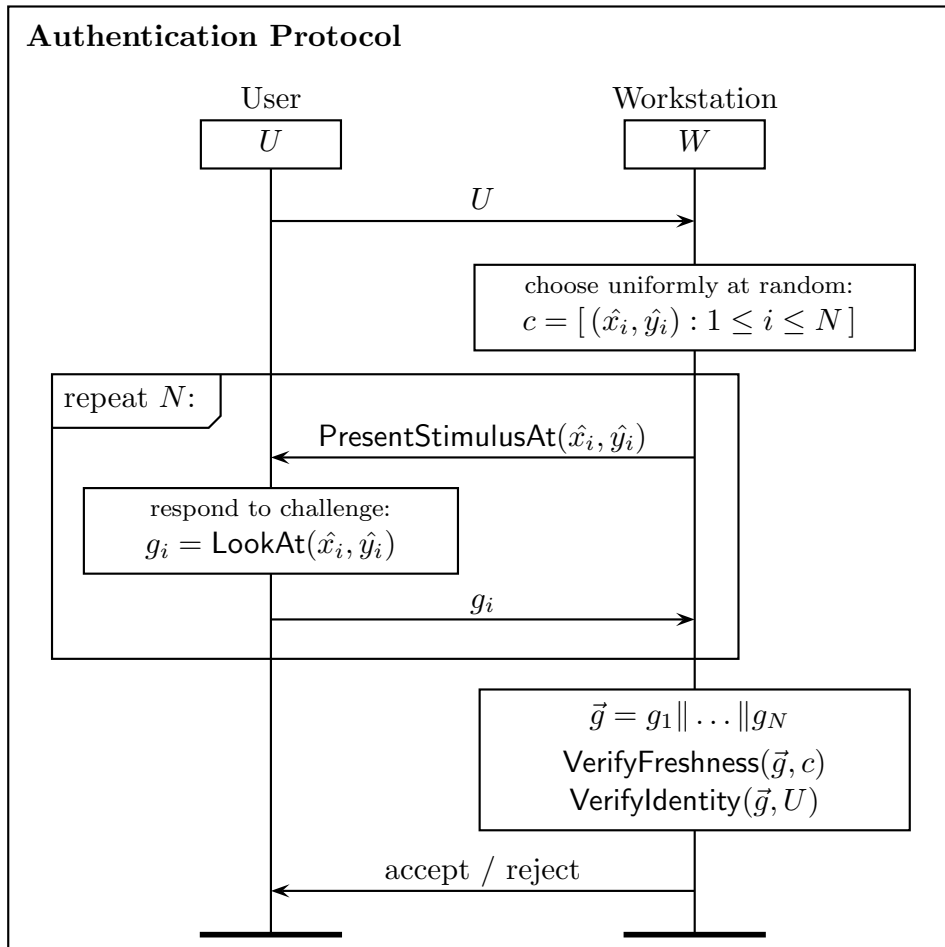 Authentication Protocol
User
Workstation
U
W
U
choose uniformly at random:
c = [ (x̂ᵢ, ŷᵢ) : 1 ≤ i ≤ N ]
repeat N:
PresentStimulusAt(x̂ᵢ, ŷᵢ)
respond to challenge:
gᵢ = LookAt(x̂ᵢ, ŷᵢ)
gᵢ
g⃗ = g₁‖ … ‖g_N
VerifyFreshness(g⃗, c)
VerifyIdentity(g⃗, U)
accept / reject